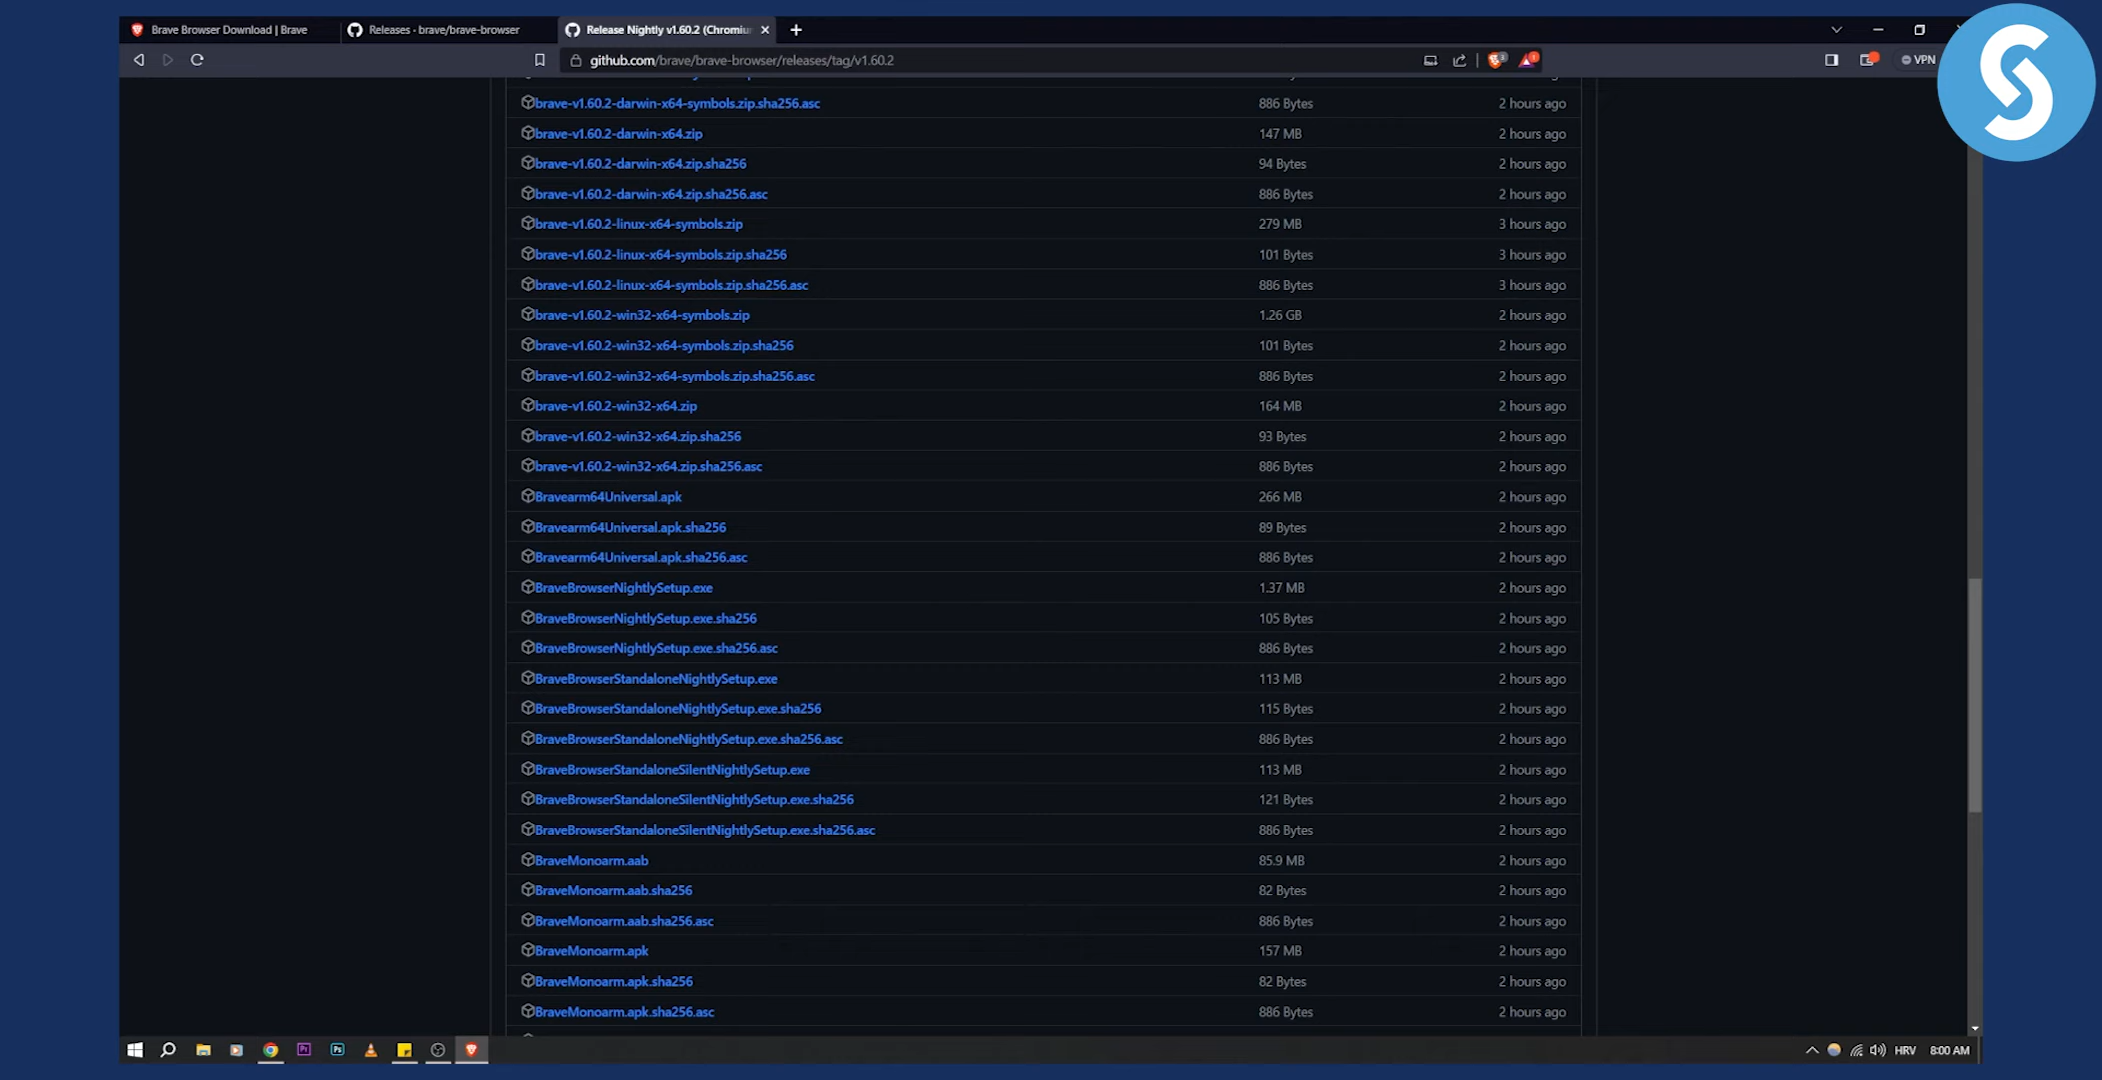 Brave Browser Download | Brave
Releases · brave/brave-browser
Release Nightly v1.60.2 (Chromiu
github.com/brave/brave-browser/releases/tag/v1.60.2
3
1
VPN
brave-v1.60.2-darwin-x64-symbols.zip.sha256.asc 886 Bytes 2 hours ago
brave-v1.60.2-darwin-x64.zip 147 MB 2 hours ago
brave-v1.60.2-darwin-x64.zip.sha256 94 Bytes 2 hours ago
brave-v1.60.2-darwin-x64.zip.sha256.asc 886 Bytes 2 hours ago
brave-v1.60.2-linux-x64-symbols.zip 279 MB 3 hours ago
brave-v1.60.2-linux-x64-symbols.zip.sha256 101 Bytes 3 hours ago
brave-v1.60.2-linux-x64-symbols.zip.sha256.asc 886 Bytes 3 hours ago
brave-v1.60.2-win32-x64-symbols.zip 1.26 GB 2 hours ago
brave-v1.60.2-win32-x64-symbols.zip.sha256 101 Bytes 2 hours ago
brave-v1.60.2-win32-x64-symbols.zip.sha256.asc 886 Bytes 2 hours ago
brave-v1.60.2-win32-x64.zip 164 MB 2 hours ago
brave-v1.60.2-win32-x64.zip.sha256 93 Bytes 2 hours ago
brave-v1.60.2-win32-x64.zip.sha256.asc 886 Bytes 2 hours ago
Bravearm64Universal.apk 266 MB 2 hours ago
Bravearm64Universal.apk.sha256 89 Bytes 2 hours ago
Bravearm64Universal.apk.sha256.asc 886 Bytes 2 hours ago
BraveBrowserNightlySetup.exe 1.37 MB 2 hours ago
BraveBrowserNightlySetup.exe.sha256 105 Bytes 2 hours ago
BraveBrowserNightlySetup.exe.sha256.asc 886 Bytes 2 hours ago
BraveBrowserStandaloneNightlySetup.exe 113 MB 2 hours ago
BraveBrowserStandaloneNightlySetup.exe.sha256 115 Bytes 2 hours ago
BraveBrowserStandaloneNightlySetup.exe.sha256.asc 886 Bytes 2 hours ago
BraveBrowserStandaloneSilentNightlySetup.exe 113 MB 2 hours ago
BraveBrowserStandaloneSilentNightlySetup.exe.sha256 121 Bytes 2 hours ago
BraveBrowserStandaloneSilentNightlySetup.exe.sha256.asc 886 Bytes 2 hours ago
BraveMonoarm.aab 85.9 MB 2 hours ago
BraveMonoarm.aab.sha256 82 Bytes 2 hours ago
BraveMonoarm.aab.sha256.asc 886 Bytes 2 hours ago
BraveMonoarm.apk 157 MB 2 hours ago
BraveMonoarm.apk.sha256 82 Bytes 2 hours ago
BraveMonoarm.apk.sha256.asc 886 Bytes 2 hours ago
Pr
Ps
HRV
8:00 AM